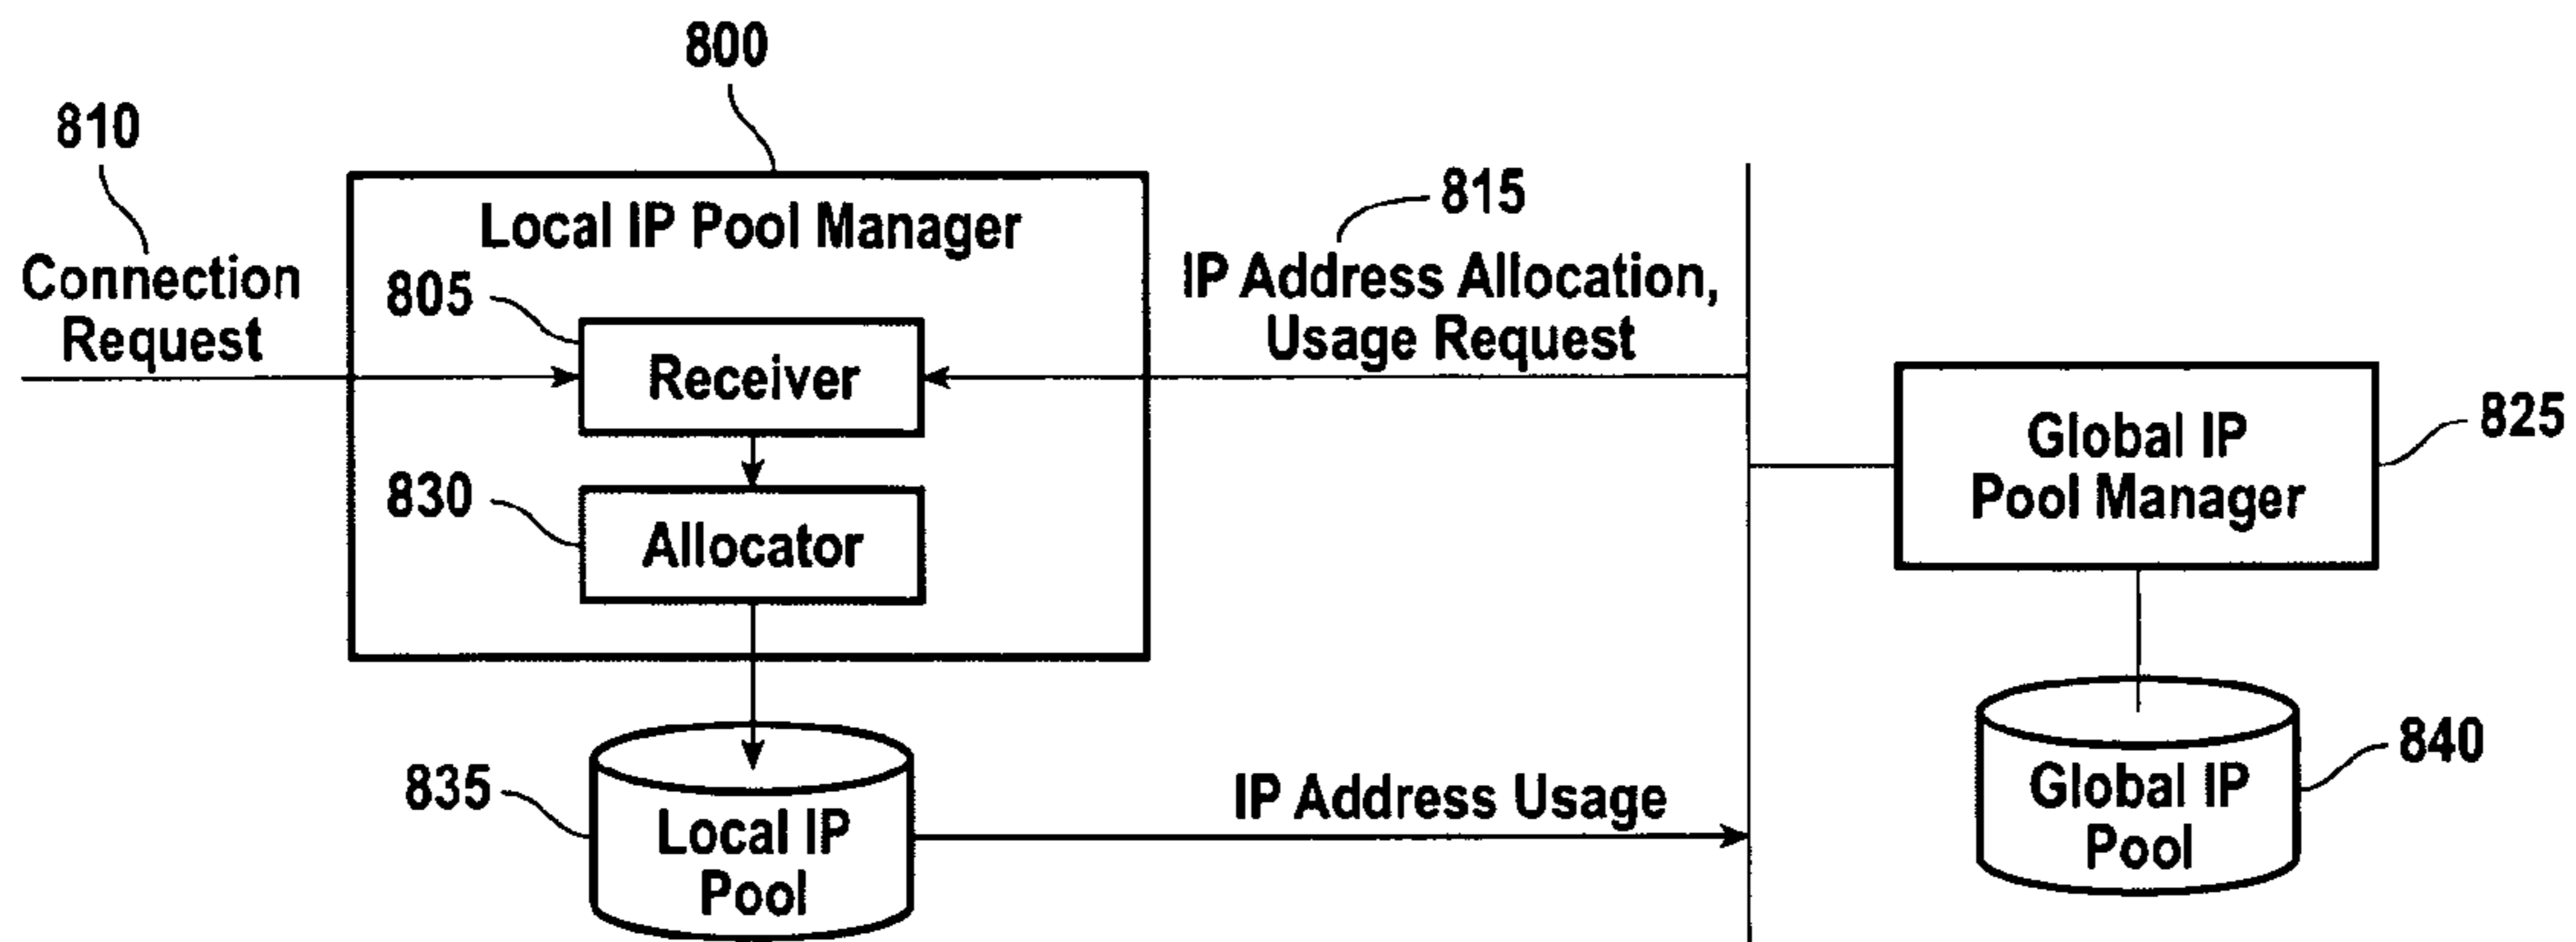 800
810
Local IP Pool Manager
815
Connection
Request
805
IP Address Allocation,
Usage Request
Receiver
Global IP
Pool Manager
825
830
Allocator
835
Local IP
Pool
IP Address Usage
840
Global IP
Pool